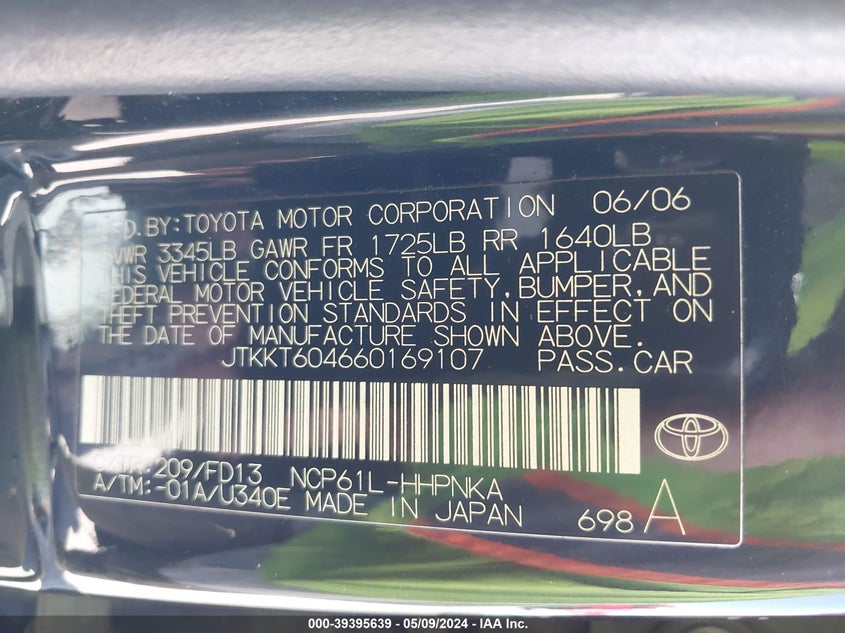 MFD.BY:TOYOTA MOTOR CORPORATION 06/06
GVWR 3345LB GAWR FR 1725LB RR 1640LB
THIS VEHICLE CONFORMS TO ALL APPLICABLE
FEDERAL MOTOR VEHICLE SAFETY,BUMPER,AND
THEFT PREVENTION STANDARDS IN EFFECT ON
THE DATE OF MANUFACTURE SHOWN ABOVE.
JTKKT604660169107 PASS.CAR
C/TR:209/FD13 NCP61L-HHPNKA
A/TM:-01A/U340E MADE IN JAPAN 698 A
000-39395639 - 05/09/2024 - IAA Inc.